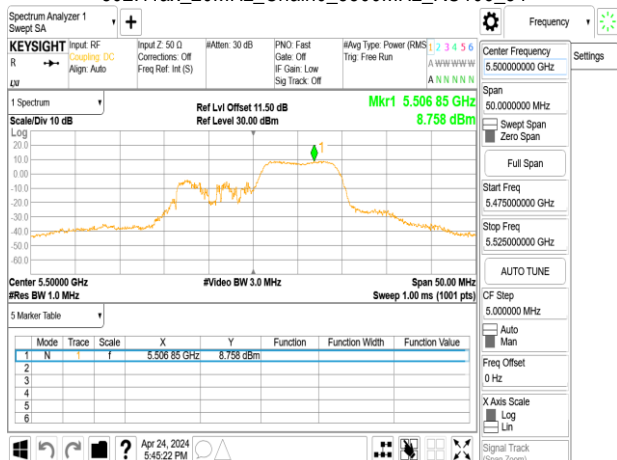 Spectrum Analyzer 1
Swept SA
+
Frequency
KEYSIGHT
Input: RF
Input Z: 50 Ω
#Atten: 30 dB
PNO: Fast
#Avg Type: Power (RMS
1 2 3 4 5 6
R
Coupling: DC
Corrections: Off
Gate: Off
Trig: Free Run
A W W W W W
Align: Auto
Freq Ref: Int (S)
IF Gain: Low
Sig Track: Off
A N N N N N
LXI
Center Frequency
5.500000000 GHz
Settings
Span
50.0000000 MHz
Swept Span
Zero Span
Full Span
Start Freq
5.475000000 GHz
Stop Freq
5.525000000 GHz
AUTO TUNE
CF Step
5.000000 MHz
Auto
Man
Freq Offset
0 Hz
X Axis Scale
Log
Lin
Signal Track
(Span Zoom)
1 Spectrum
Ref Lvl Offset 11.50 dB
Mkr1 5.506 85 GHz
Scale/Div 10 dB
Ref Level 30.00 dBm
8.758 dBm
Log
20.0
10.0
0.00
-10.0
-20.0
-30.0
-40.0
-50.0
-60.0
1
Center 5.50000 GHz
#Video BW 3.0 MHz
Span 50.00 MHz
#Res BW 1.0 MHz
Sweep 1.00 ms (1001 pts)
5 Marker Table
Mode Trace Scale X Y Function Function Width Function Value
1 N 1 f 5.506 85 GHz 8.758 dBm
2
3
4
5
6
?
Apr 24, 2024
5:45:22 PM